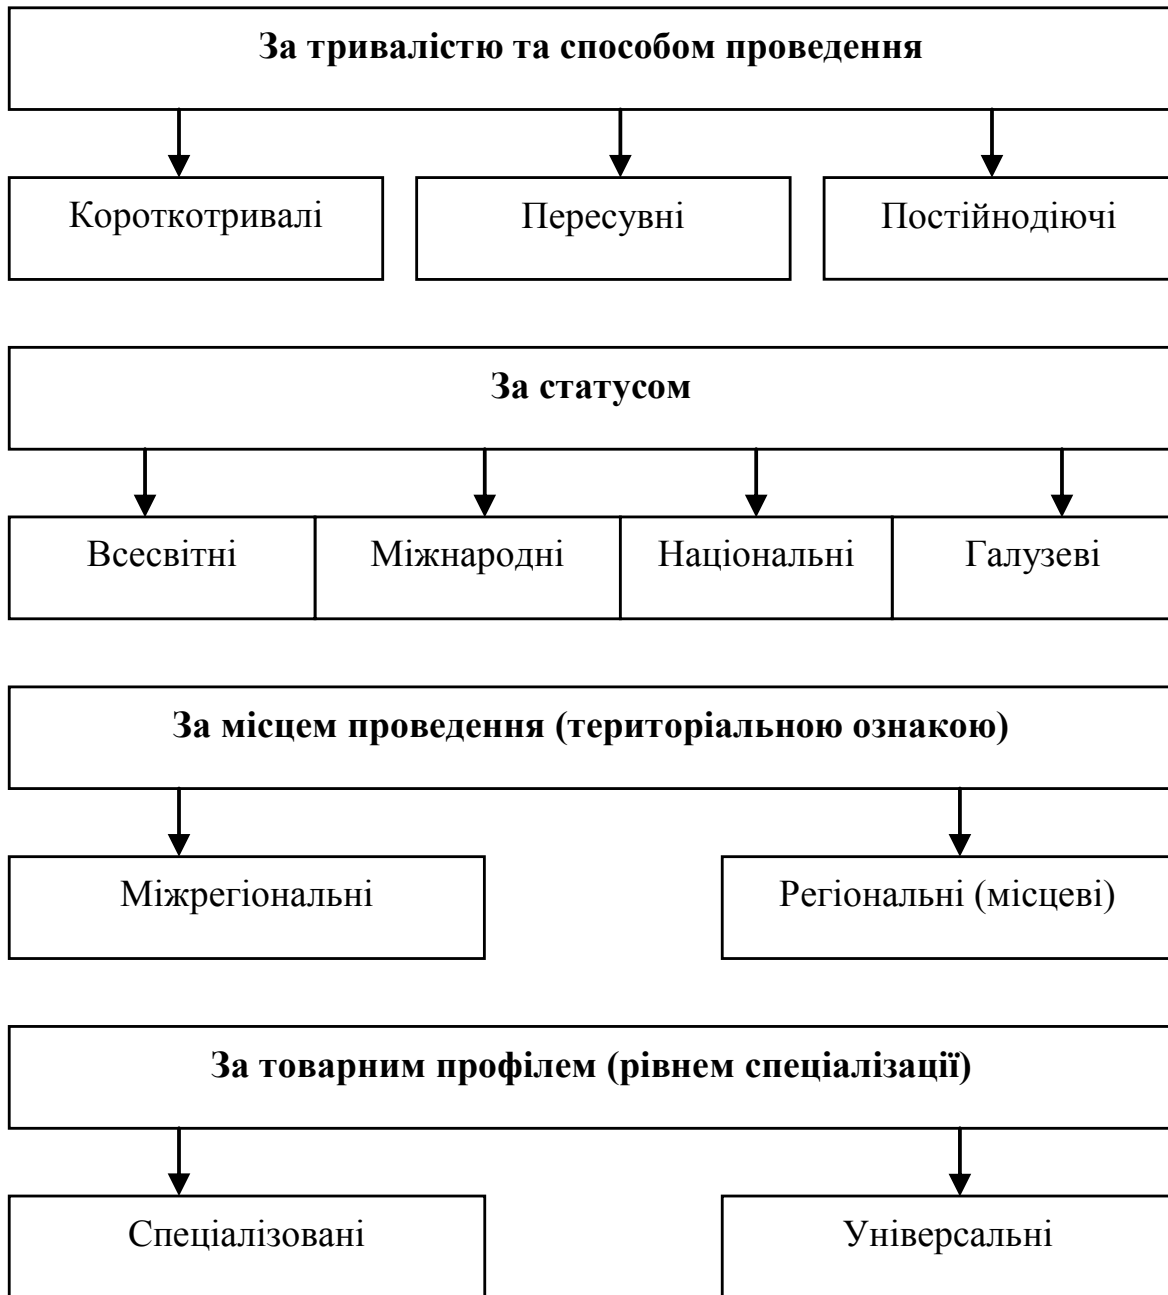 За тривалістю та способом проведення
Короткотривалі
Пересувні
Постійнодіючі
За статусом
Всесвітні
Міжнародні
Національні
Галузеві
За місцем проведення (територіальною ознакою)
Міжрегіональні
Регіональні (місцеві)
За товарним профілем (рівнем спеціалізації)
Спеціалізовані
Універсальні